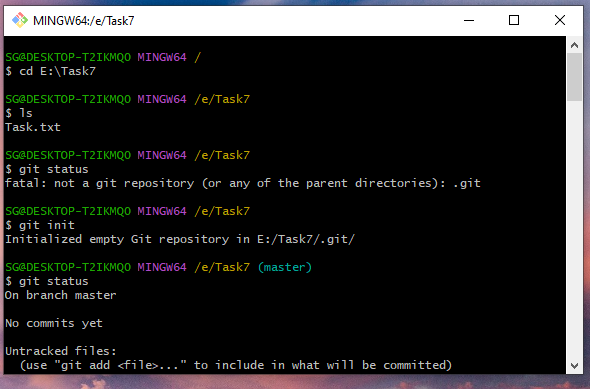 MINGW64:/e/Task7
SG@DESKTOP-T2IKMQO MINGW64 /
$ cd E:\Task7
SG@DESKTOP-T2IKMQO MINGW64 /e/Task7
$ ls
Task.txt
SG@DESKTOP-T2IKMQO MINGW64 /e/Task7
$ git status
fatal: not a git repository (or any of the parent directories): .git
SG@DESKTOP-T2IKMQO MINGW64 /e/Task7
$ git init
Initialized empty Git repository in E:/Task7/.git/
SG@DESKTOP-T2IKMQO MINGW64 /e/Task7 (master)
$ git status
On branch master
No commits yet
Untracked files:
  (use "git add <file>..." to include in what will be committed)